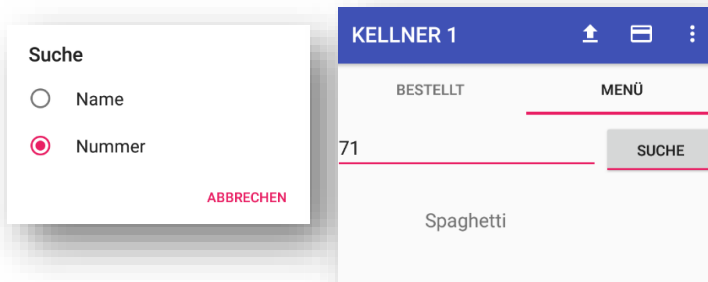 Suche
Name
Nummer
ABBRECHEN
KELLNER 1
BESTELLT MENÜ
71 SUCHE
Spaghetti